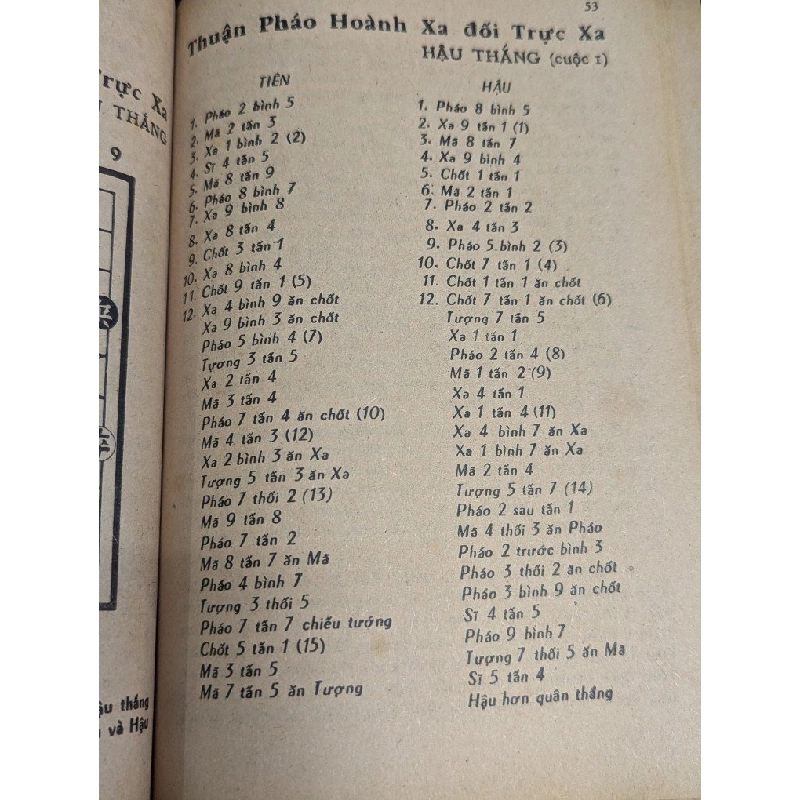 53
Thuận Pháo Hoành Xa đối Trực Xa
HẬU THẮNG (cuộc I)
Trực Xa
THẮNG
9
TIÊN HẬU
1. Pháo 2 bình 5 1. Pháo 8 bình 5
2. Mã 2 tấn 3 2. Xa 9 tấn 1 (1)
3. Xe 1 bình 2 (2) 3. Mã 8 tấn 7
4. Sĩ 4 tấn 5 4. Xa 9 bình 4
5. Mã 8 tấn 9 5. Chốt 1 tấn 1
6. Pháo 8 bình 7 6. Mã 2 tấn 1
7. Xa 9 bình 8 7. Pháo 2 tấn 2
8. Xa 8 tấn 4 8. Xa 4 tấn 3
9. Chốt 3 tấn 1 9. Pháo 5 bình 2 (3)
10. Xa 8 bình 4 10. Chốt 7 tấn 1 (4)
11. Chốt 9 tấn 1 (5) 11. Chốt 1 tấn 1 ăn chốt
12. Xa 4 bình 9 ăn chốt 12. Chốt 7 tấn 1 ăn chốt (6)
Xa 9 bình 3 ăn chốt Tượng 7 tấn 5
Pháo 5 bình 4 (7) Xa 1 tấn 1
Tượng 3 tấn 5 Pháo 2 tấn 4 (8)
Xa 2 tấn 4 Mã 1 tấn 2 (9)
Mã 3 tấn 4 Xa 4 tấn 1
Pháo 7 tấn 4 ăn chốt (10) Xa 1 tấn 4 (11)
Mã 4 tấn 3 (12) Xa 4 bình 7 ăn Xa
Xa 2 bình 3 ăn Xa Xa 1 bình 7 ăn Xa
Tượng 5 tấn 3 ăn Xa Mã 2 tấn 4
Pháo 7 thối 2 (13) Tượng 5 tấn 7 (14)
Mã 9 tấn 8 Pháo 2 sau tấn 1
Pháo 7 tấn 2 Mã 4 thối 3 ăn Pháo
Mã 8 tấn 7 ăn Mã Pháo 2 trước bình 3
Pháo 4 bình 7 Pháo 3 thối 2 ăn chốt
Tượng 3 thối 5 Pháo 3 bình 9 ăn chốt
Pháo 7 tấn 7 chiếu tướng Sĩ 4 tấn 5
Chốt 5 tấn 1 (15) Pháo 9 bình 7
Mã 3 tấn 5 Tượng 7 thối 5 ăn Mã
Mã 7 tấn 5 ăn Tượng Sĩ 5 tấn 4
Hậu hơn quân thắng
thắng
và Hậu